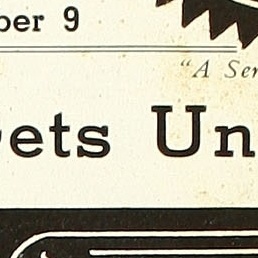 ber 9
"A Ser
ets Un